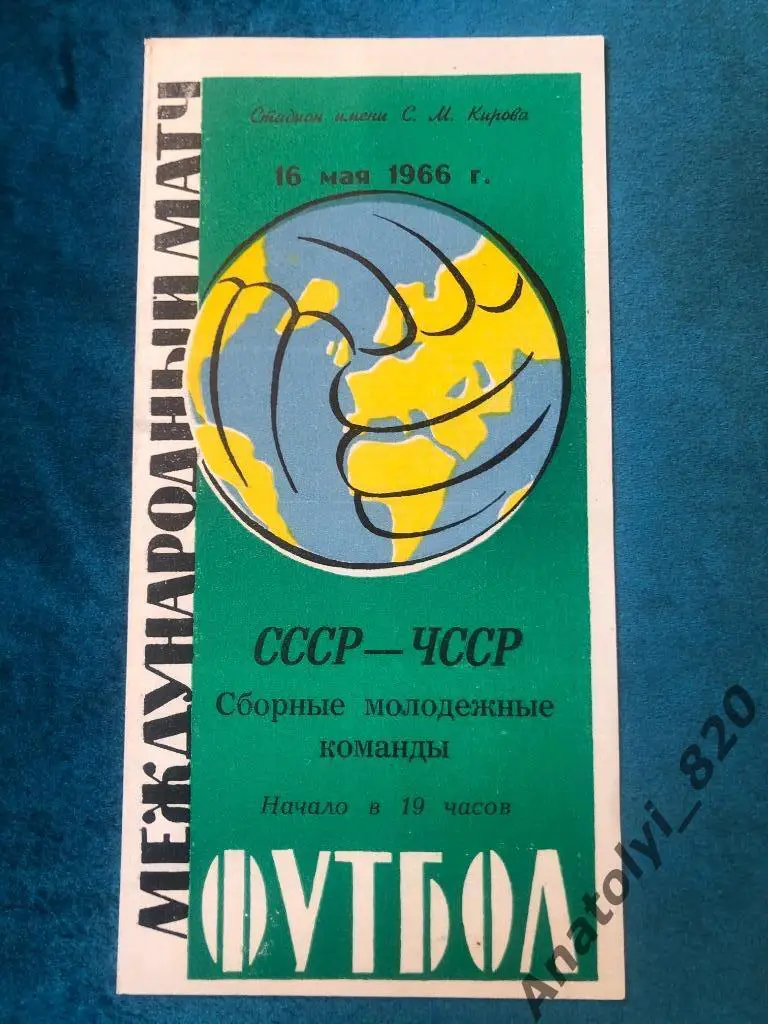 МЕЖДУНАРОДНЫЙ МАТЧ
Стадион имени С. М. Кирова
16 мая 1966 г.
СССР—ЧССР
Сборные молодежные
команды
Начало в 19 часов
ФУТБОЛ
Anatolyi_820